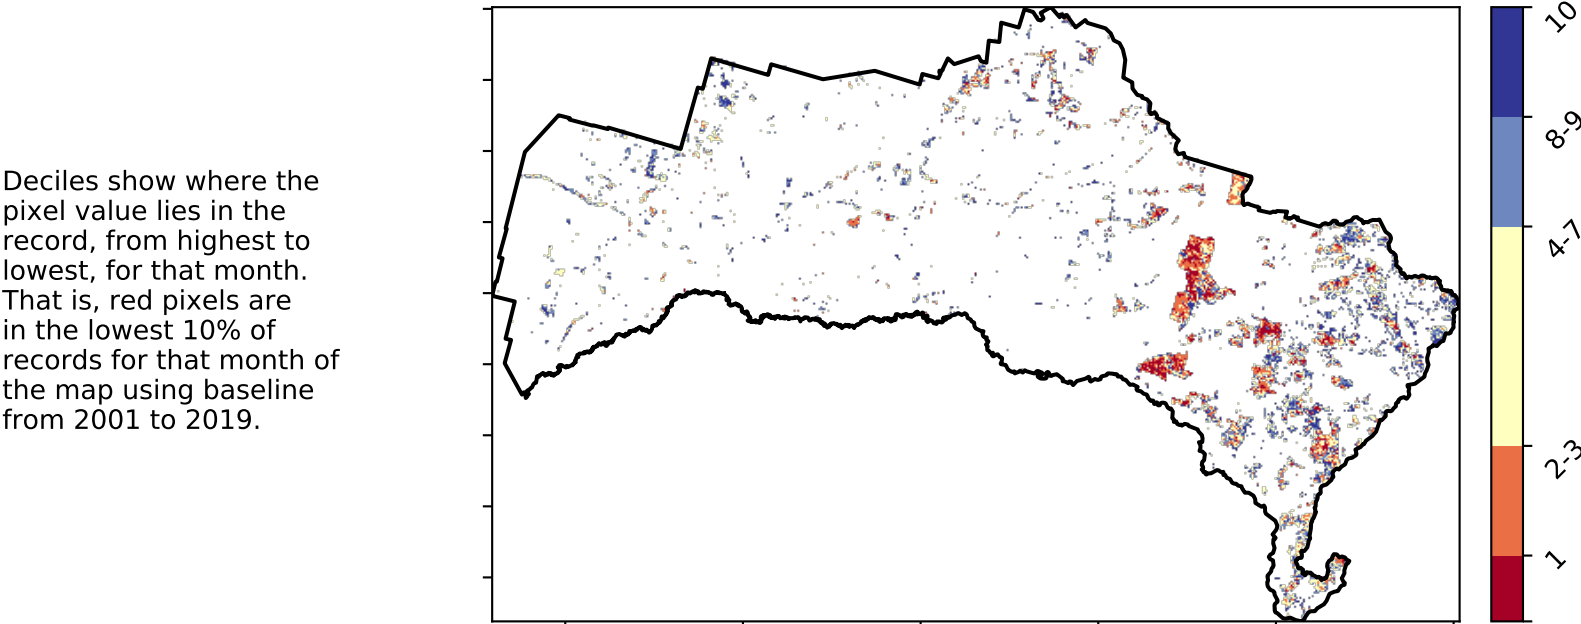 Deciles show where the
pixel value lies in the
record, from highest to
lowest, for that month.
That is, red pixels are
in the lowest 10% of
records for that month of
the map using baseline
from 2001 to 2019.
10
8-9
4-7
2-3
1